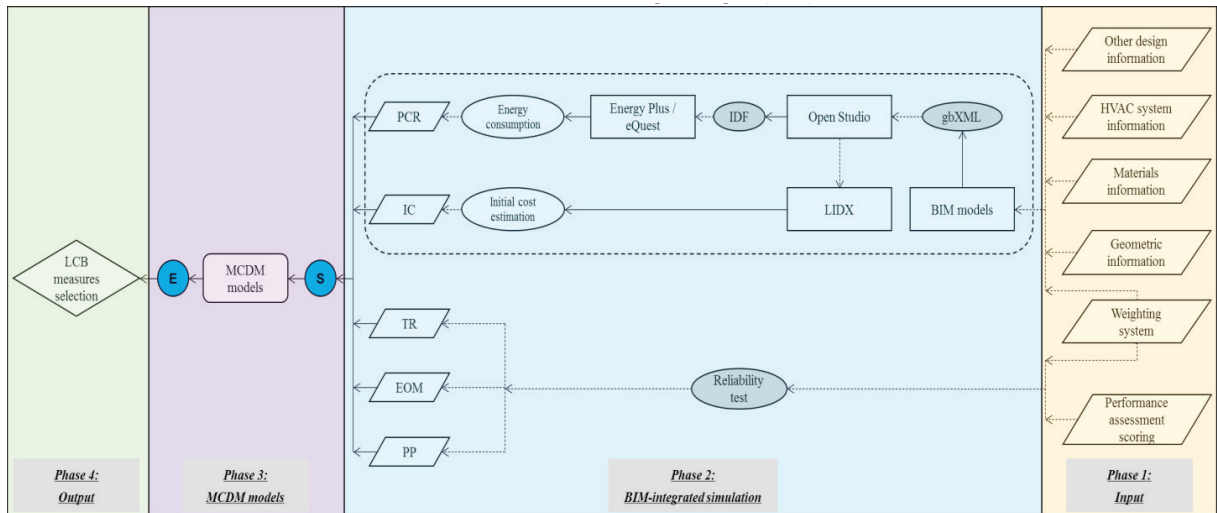 Other design
information
HVAC system
information
Materials
information
Geometric
information
Weighting
system
Performance
assessment
scoring
Phase 1:
Input
PCR
Energy
consumption
Energy Plus /
eQuest
IDF
Open Studio
gbXML
IC
Initial cost
estimation
LIDX
BIM models
TR
EOM
PP
Reliability
test
Phase 2:
BIM-integrated simulation
S
MCDM
models
E
Phase 3:
MCDM models
LCB
measures
selection
Phase 4:
Output